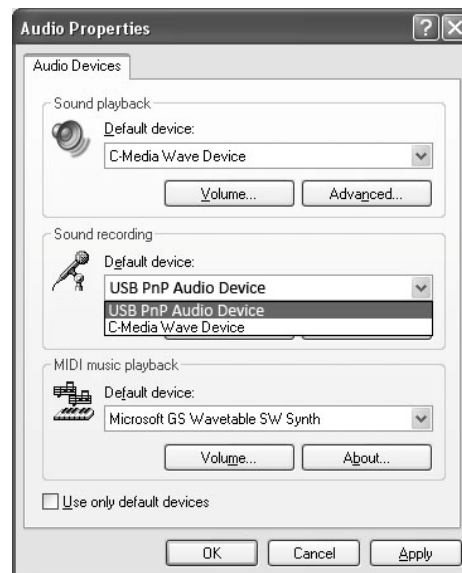 Audio Properties
Audio Devices
Sound playback
Default device:
C-Media Wave Device
Volume...
Advanced...
Sound recording
Default device:
USB PnP Audio Device
USB PnP Audio Device
C-Media Wave Device
MIDI music playback
Default device:
Microsoft GS Wavetable SW Synth
Volume...
About...
Use only default devices
OK
Cancel
Apply